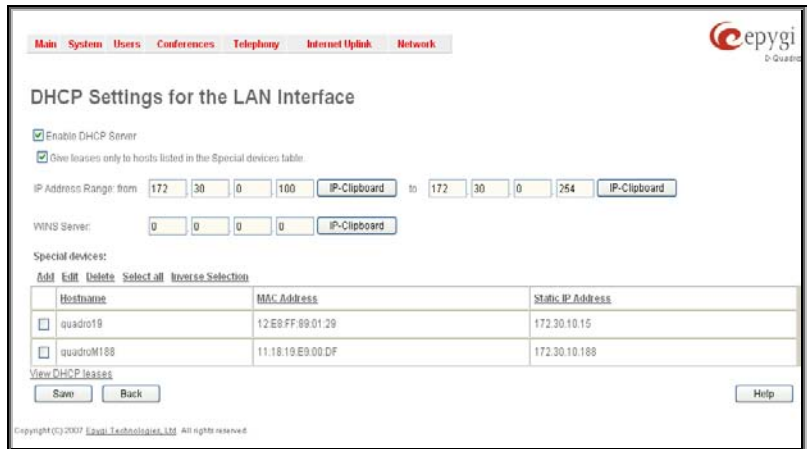 Main System Users Conferences Telephony Internet Uplink Network
epygi
D-Quadro
DHCP Settings for the LAN Interface
Enable DHCP Server
Give leases only to hosts listed in the Special devices table.
IP Address Range: from 172 . 30 . 0 . 100 IP-Clipboard to 172 . 30 . 0 . 254 IP-Clipboard
WINS Server: 0 . 0 . 0 . 0 IP-Clipboard
Special devices:
Add Edit Delete Select all Inverse Selection
Hostname MAC Address Static IP Address
quadro19 12:E8:FF:89:01:29 172.30.10.15
quadroM188 11:18:19:E9:00:DF 172.30.10.188
View DHCP leases
Save Back Help
Copyright (C) 2007 Epygi Technologies, Ltd. All rights reserved.